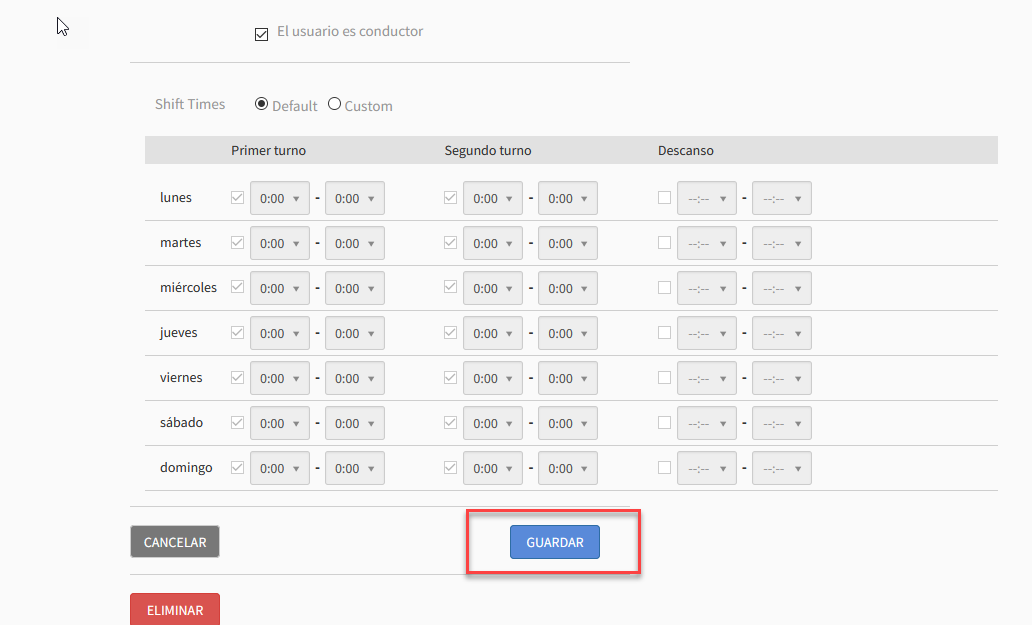 El usuario es conductor
Shift Times Default Custom
Primer turno Segundo turno Descanso
lunes 0:00 - 0:00 0:00 - 0:00 --:-- - --:--
martes 0:00 - 0:00 0:00 - 0:00 --:-- - --:--
miércoles 0:00 - 0:00 0:00 - 0:00 --:-- - --:--
jueves 0:00 - 0:00 0:00 - 0:00 --:-- - --:--
viernes 0:00 - 0:00 0:00 - 0:00 --:-- - --:--
sábado 0:00 - 0:00 0:00 - 0:00 --:-- - --:--
domingo 0:00 - 0:00 0:00 - 0:00 --:-- - --:--
CANCELAR GUARDAR
ELIMINAR